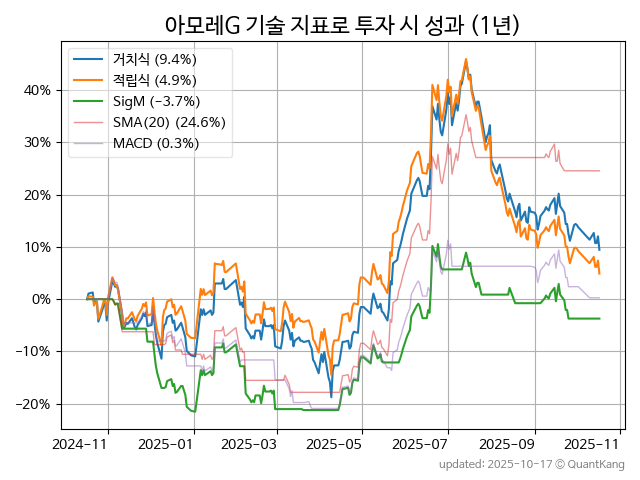 아모레G 기술 지표로 투자 시 성과 (1년)
거치식 (9.4%)
적립식 (4.9%)
SigM (−3.7%)
SMA(20) (24.6%)
MACD (0.3%)
40%
30%
20%
10%
0%
−10%
−20%
2024−11 2025−01 2025−03 2025−05 2025−07 2025−09 2025−11
updated: 2025-10-17 © QuantKang